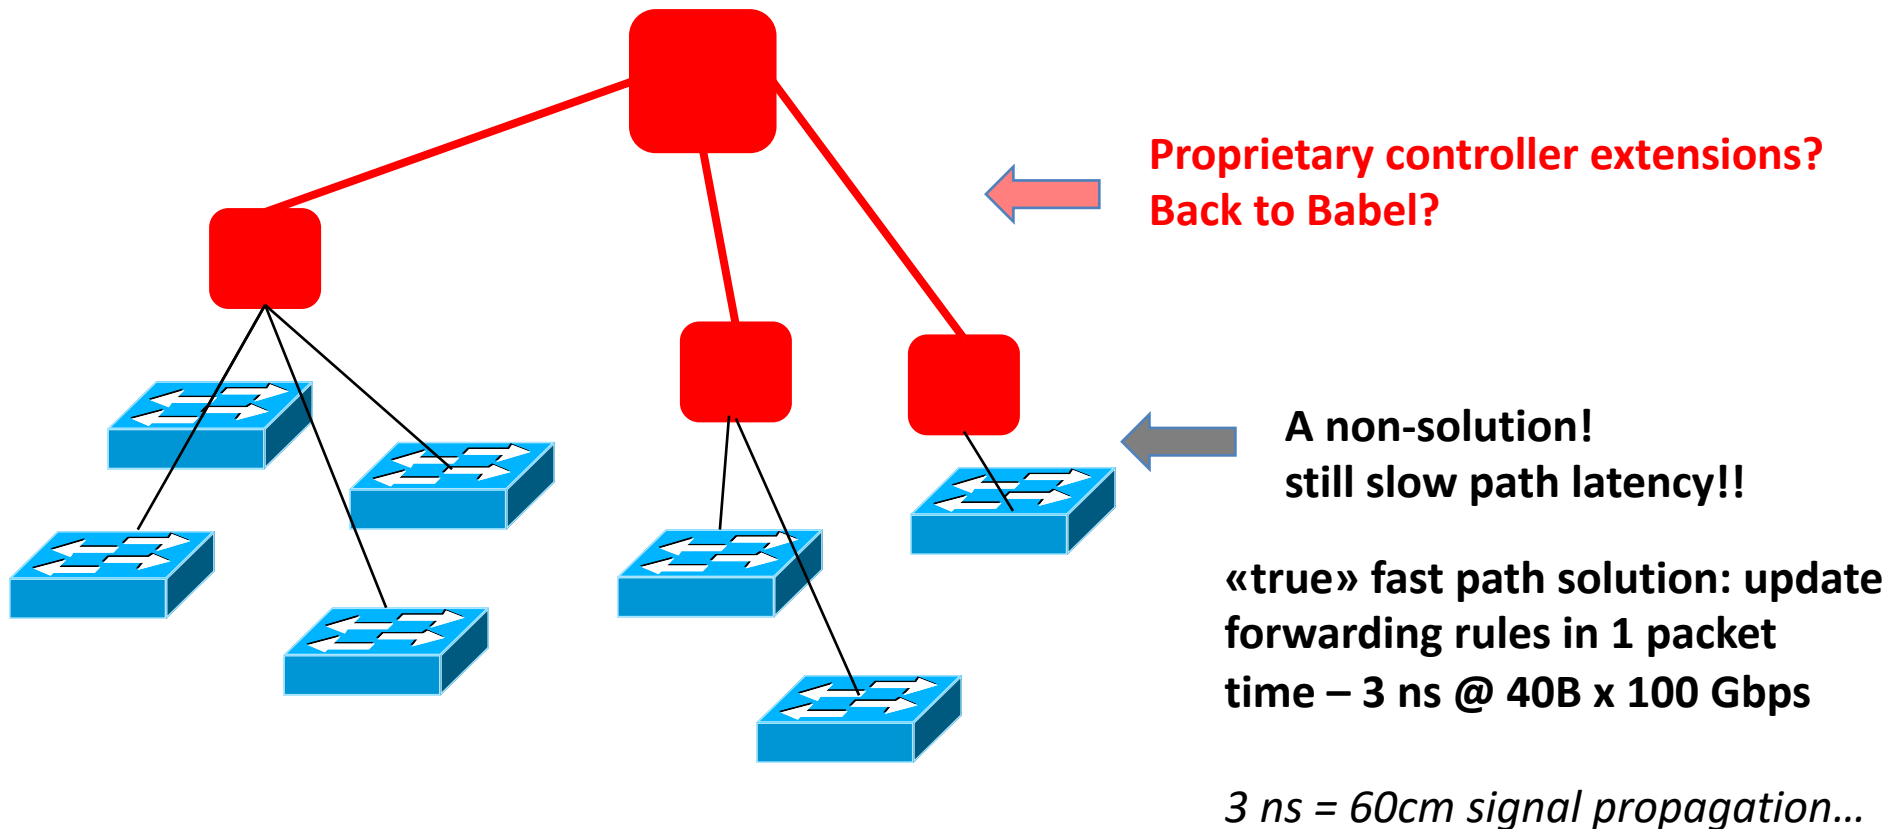 Proprietary controller extensions?
Back to Babel?
A non-solution!
still slow path latency!!
«true» fast path solution: update
forwarding rules in 1 packet
time – 3 ns @ 40B x 100 Gbps
3 ns = 60cm signal propagation...